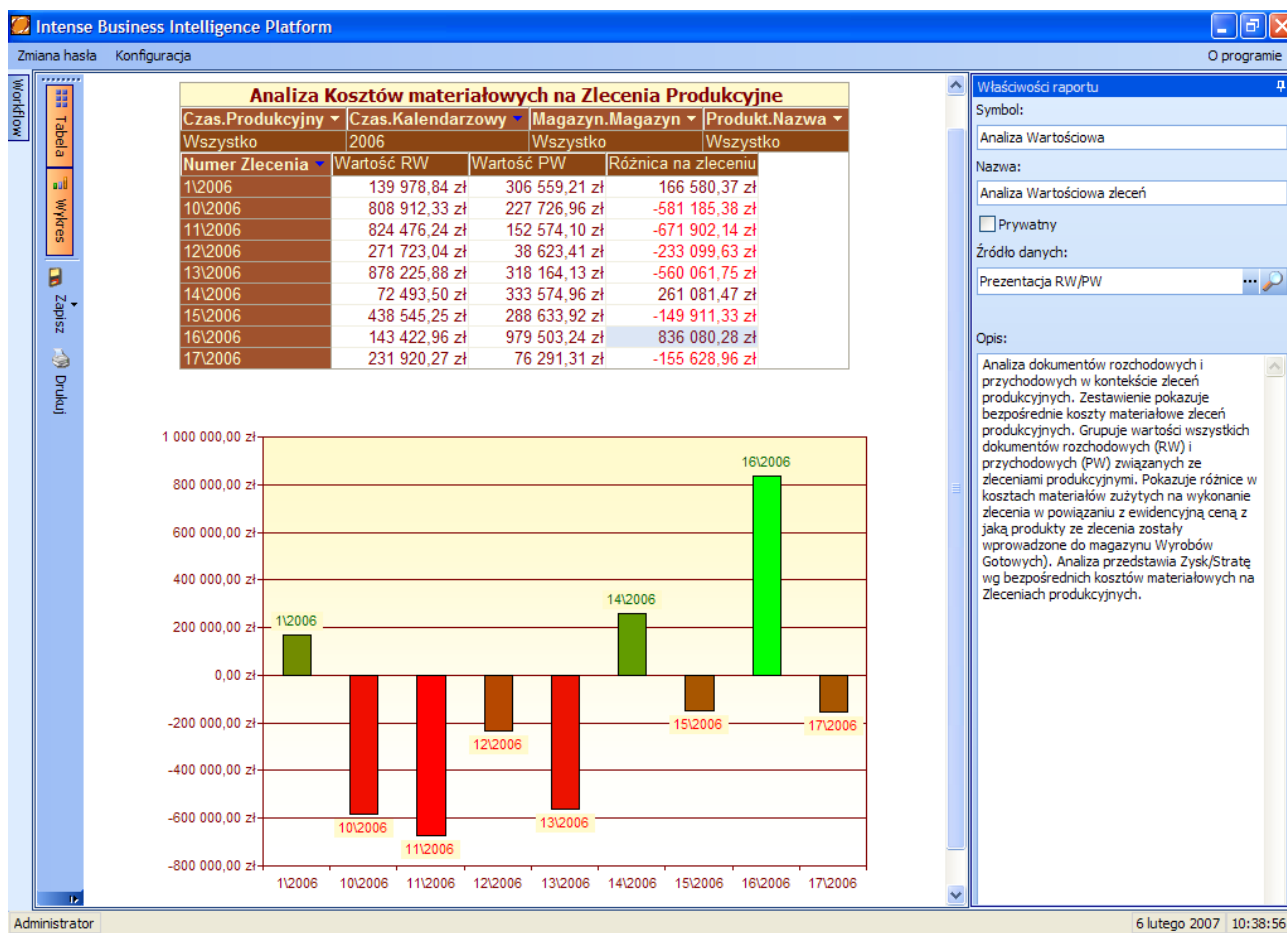 Intense Business Intelligence Platform
Zmiana hasła Konfiguracja O programie
Workflow
Tabela
Wykres
Zapisz
Drukuj
Analiza Kosztów materiałowych na Zlecenia Produkcyjne
Czas.Produkcyjny Czas.Kalendarzowy Magazyn.Magazyn Produkt.Nazwa
Wszystko 2006 Wszystko Wszystko
Numer Zlecenia Wartość RW Wartość PW Różnica na zleceniu
1\2006 139 978,84 zł 306 559,21 zł 166 580,37 zł
10\2006 808 912,33 zł 227 726,96 zł -581 185,38 zł
11\2006 824 476,24 zł 152 574,10 zł -671 902,14 zł
12\2006 271 723,04 zł 38 623,41 zł -233 099,63 zł
13\2006 878 225,88 zł 318 164,13 zł -560 061,75 zł
14\2006 72 493,50 zł 333 574,96 zł 261 081,47 zł
15\2006 438 545,25 zł 288 633,92 zł -149 911,33 zł
16\2006 143 422,96 zł 979 503,24 zł 836 080,28 zł
17\2006 231 920,27 zł 76 291,31 zł -155 628,96 zł
1 000 000,00 zł
800 000,00 zł
600 000,00 zł
400 000,00 zł
200 000,00 zł
0,00 zł
-200 000,00 zł
-400 000,00 zł
-600 000,00 zł
-800 000,00 zł
1\2006
10\2006
11\2006
12\2006
13\2006
14\2006
15\2006
16\2006
17\2006
1\2006 10\2006 11\2006 12\2006 13\2006 14\2006 15\2006 16\2006 17\2006
Właściwości raportu
Symbol:
Analiza Wartościowa
Nazwa:
Analiza Wartościowa zleceń
Prywatny
Źródło danych:
Prezentacja RW/PW ...
Opis:
Analiza dokumentów rozchodowych i
przychodowych w kontekście zleceń
produkcyjnych. Zestawienie pokazuje
bezpośrednie koszty materiałowe zleceń
produkcyjnych. Grupuje wartości wszystkich
dokumentów rozchodowych (RW) i
przychodowych (PW) związanych ze
zleceniami produkcyjnymi. Pokazuje różnice w
kosztach materiałów zużytych na wykonanie
zlecenia w powiązaniu z ewidencyjną ceną z
jaką produkty ze zlecenia zostały
wprowadzone do magazynu Wyrobów
Gotowych). Analiza przedstawia Zysk/Stratę
wg bezpośrednich kosztów materiałowych na
Zleceniach produkcyjnych.
Administrator 6 lutego 2007 10:38:56